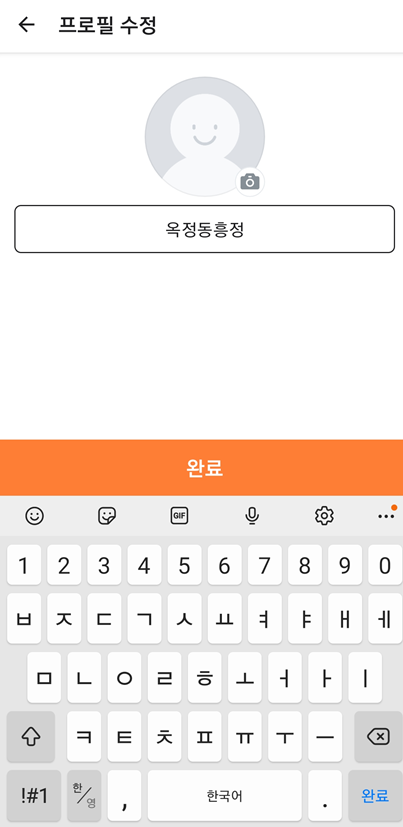 프로필 수정
옥정동흥정
완료
GIF
1 2 3 4 5 6 7 8 9 0
ㅂ ㅈ ㄷ ㄱ ㅅ ㅛ ㅕ ㅑ ㅐ ㅔ
ㅁ ㄴ ㅇ ㄹ ㅎ ㅗ ㅓ ㅏ ㅣ
ㅋ ㅌ ㅊ ㅍ ㅠ ㅜ ㅡ
!#1 한/영 , 한국어 . 완료